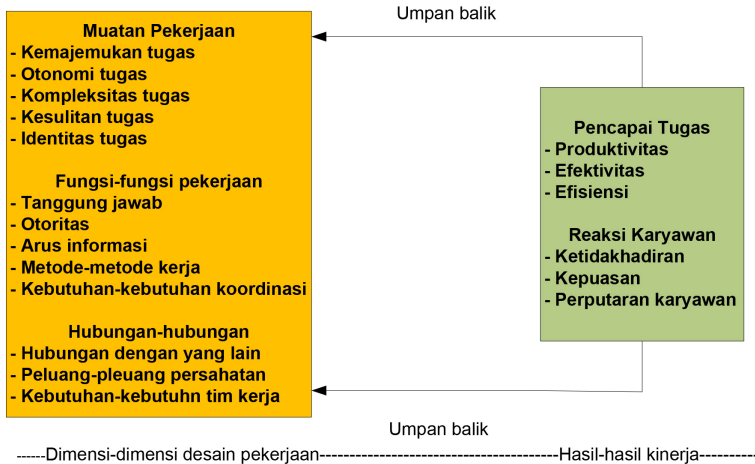 Umpan balik
Muatan Pekerjaan
- Kemajemukan tugas
- Otonomi tugas
- Kompleksitas tugas
- Kesulitan tugas
- Identitas tugas
Fungsi-fungsi pekerjaan
- Tanggung jawab
- Otoritas
- Arus informasi
- Metode-metode kerja
- Kebutuhan-kebutuhan koordinasi
Hubungan-hubungan
- Hubungan dengan yang lain
- Peluang-pleuang persahatan
- Kebutuhan-kebutuhn tim kerja
Pencapai Tugas
- Produktivitas
- Efektivitas
- Efisiensi
Reaksi Karyawan
- Ketidakhadiran
- Kepuasan
- Perputaran karyawan
Umpan balik
------Dimensi-dimensi desain pekerjaan----------------------------------------Hasil-hasil kinerja---------